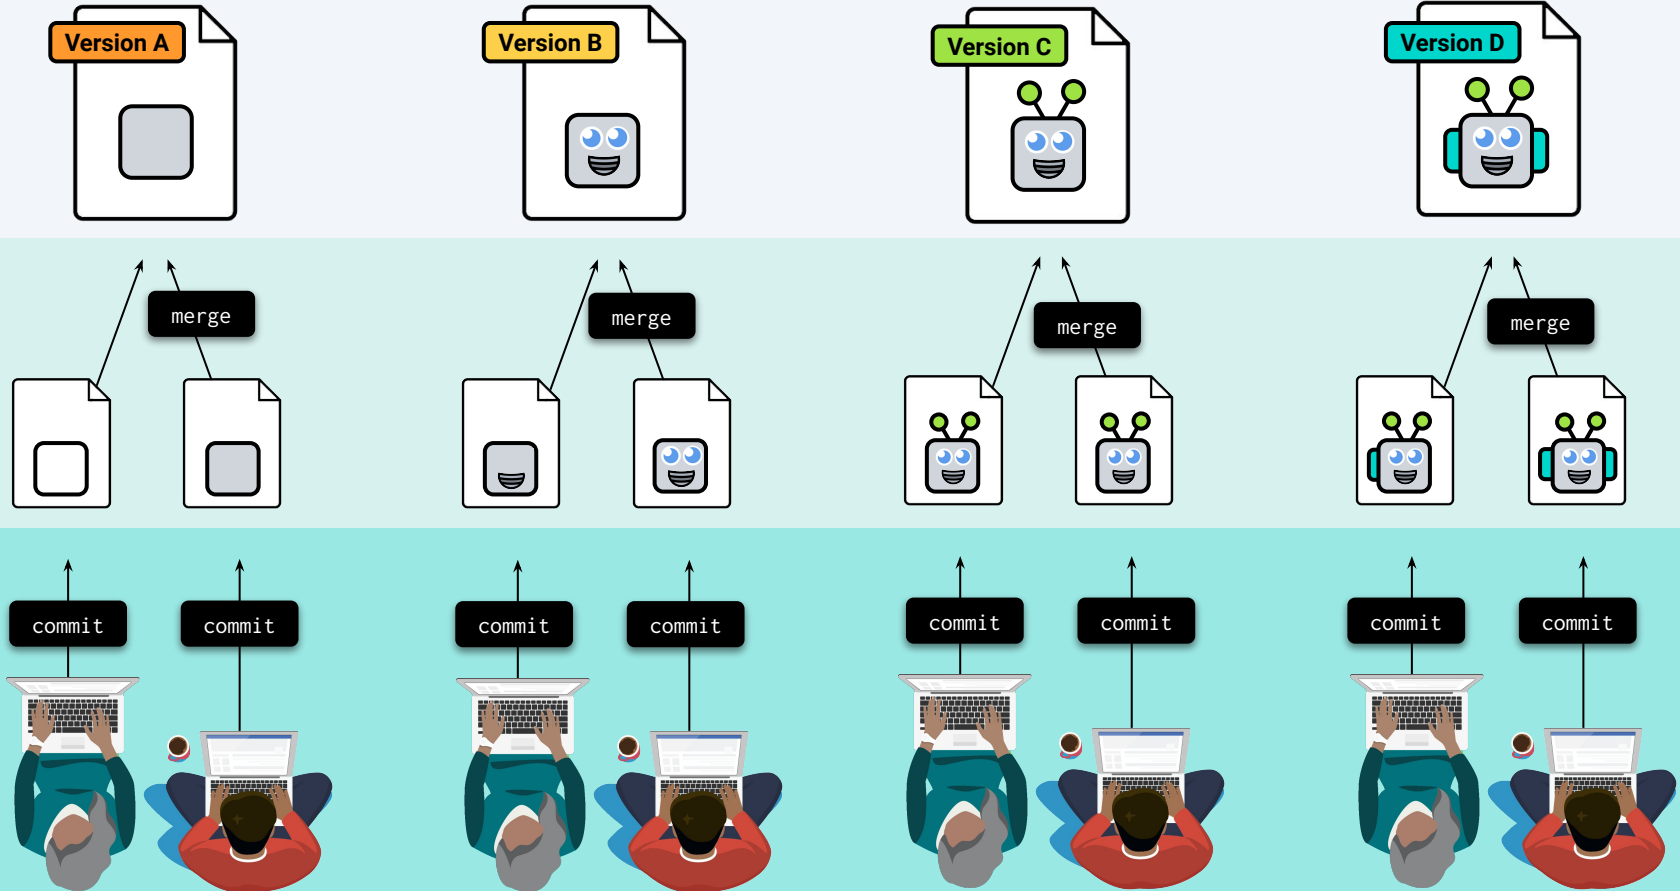 Version A
Version B
Version C
Version D
merge
merge
merge
merge
commit
commit
commit
commit
commit
commit
commit
commit